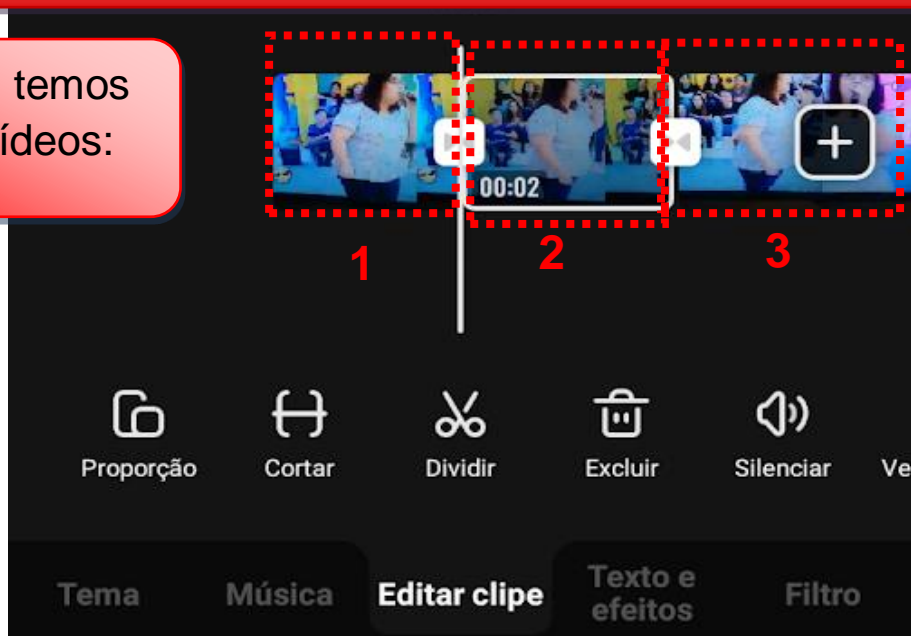 temos
ídeos:
00:02
1
2
3
Proporção
Cortar
Dividir
Excluir
Silenciar
Ve
Tema
Música
Editar clipe
Texto e
efeitos
Filtro